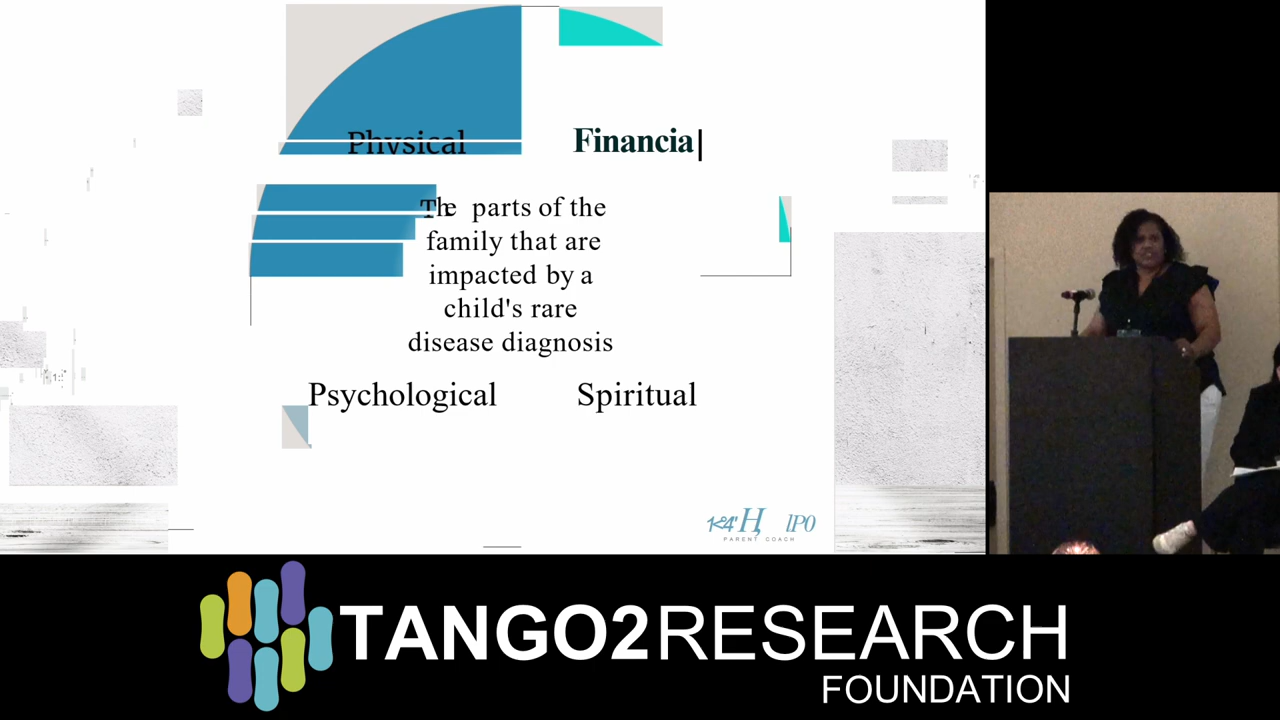 Physical
Financia
The parts of the
family that are
impacted by a
child's rare
disease diagnosis
Psychological
Spiritual
PARENT COACH
TANGO2RESEARCH
FOUNDATION